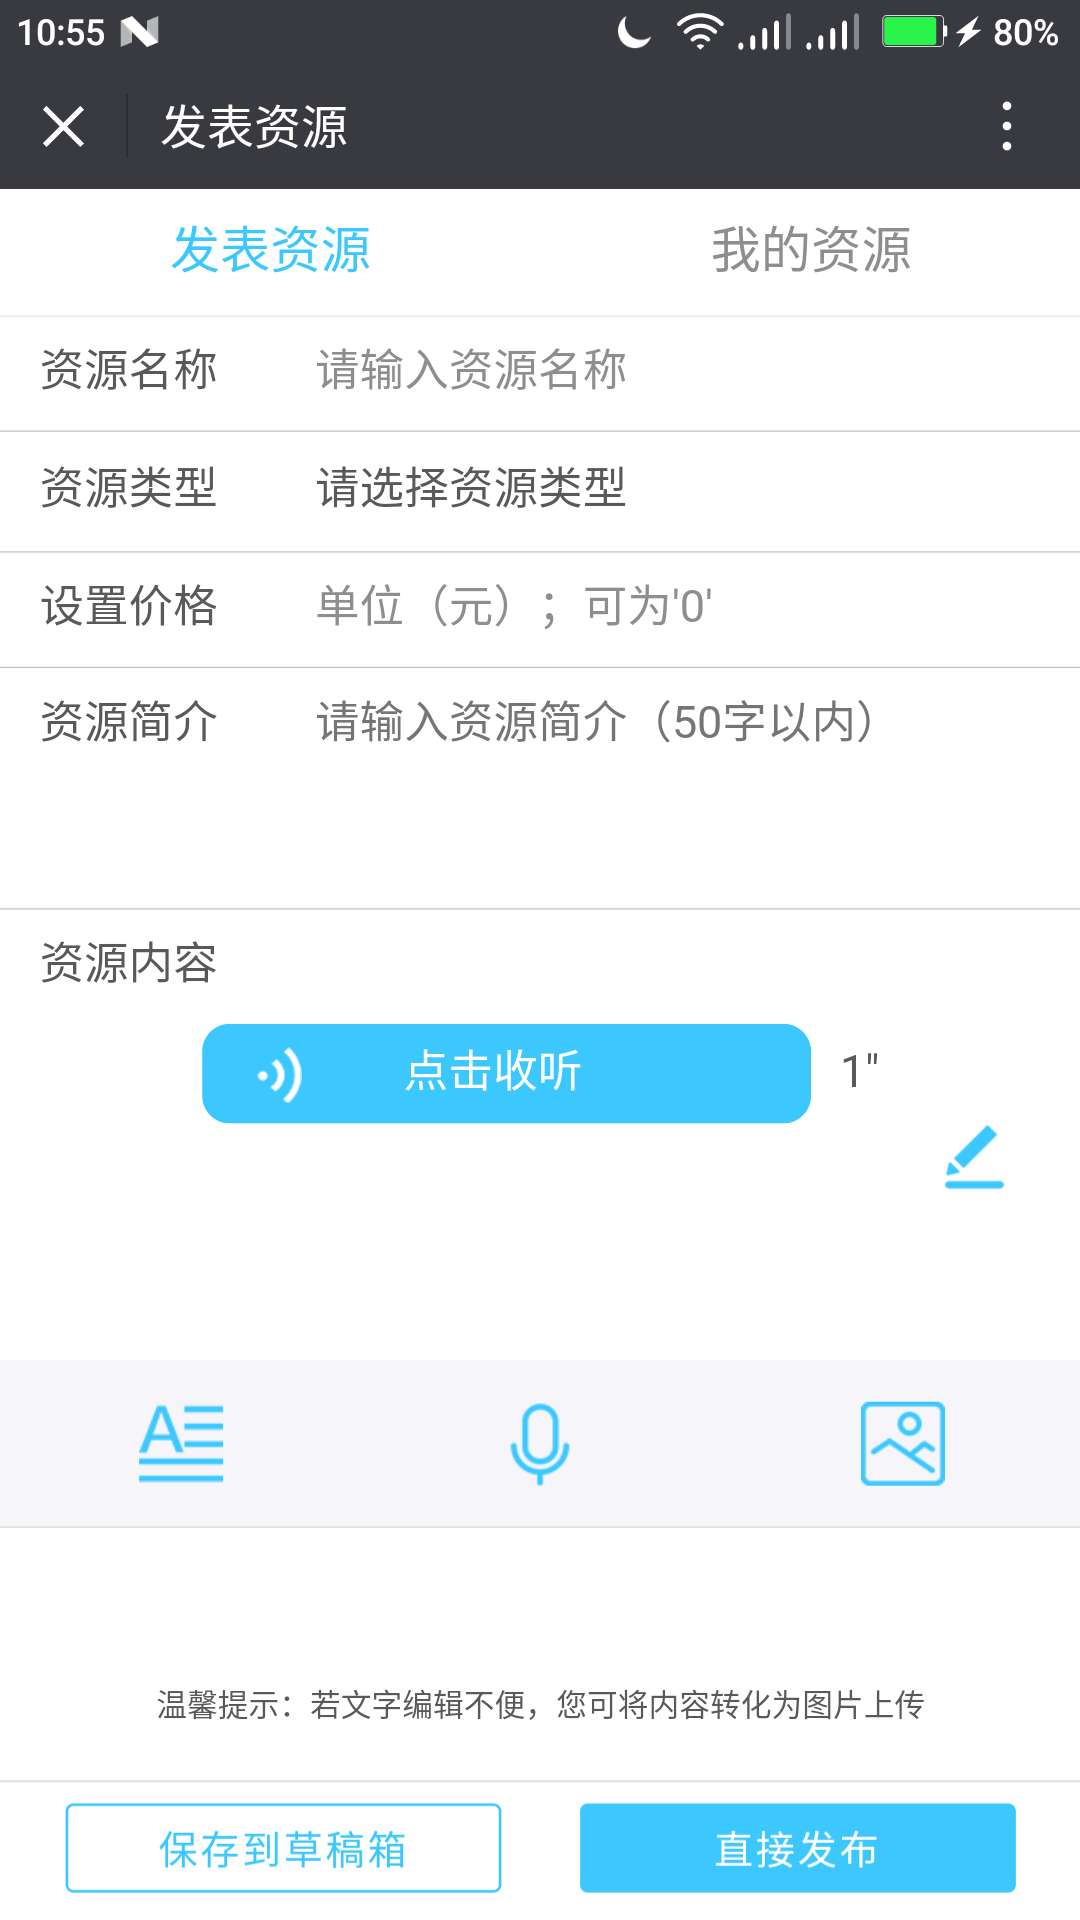 10:55 80%
发表资源
发表资源 我的资源
资源名称 请输入资源名称
资源类型 请选择资源类型
设置价格 单位（元）；可为'0'
资源简介 请输入资源简介（50字以内）
资源内容
点击收听 1"
温馨提示：若文字编辑不便，您可将内容转化为图片上传
保存到草稿箱 直接发布